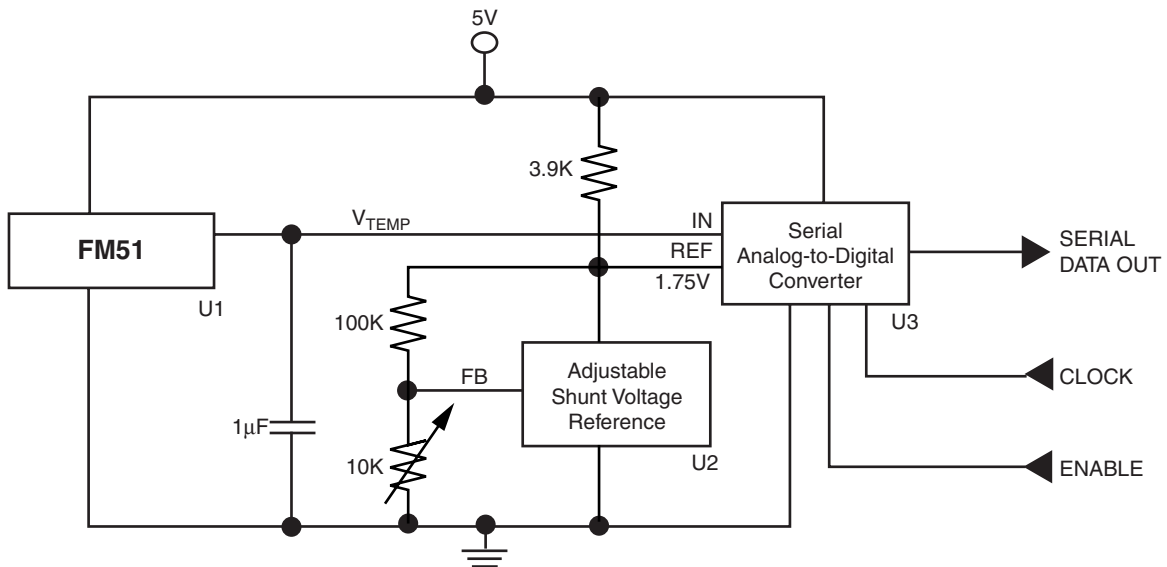 5V
3.9K
FM51
U1
VTEMP
IN
REF
1.75V
Serial
Analog-to-Digital
Converter
U3
SERIAL
DATA OUT
100K
FB
Adjustable
Shunt Voltage
Reference
U2
CLOCK
1μF
10K
ENABLE